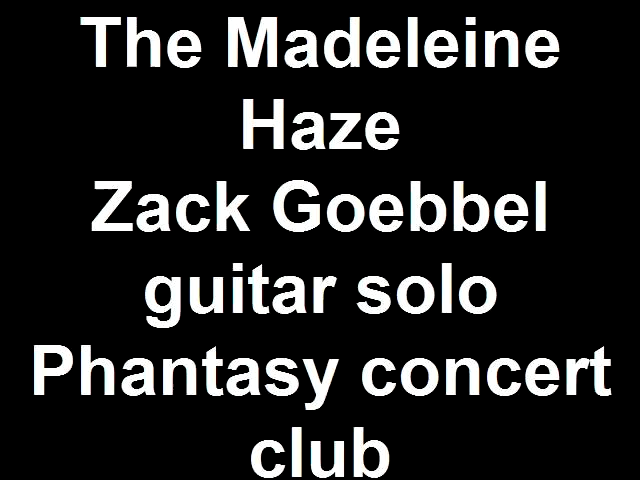 The Madeleine
Haze
Zack Goebbel
guitar solo
Phantasy concert
club